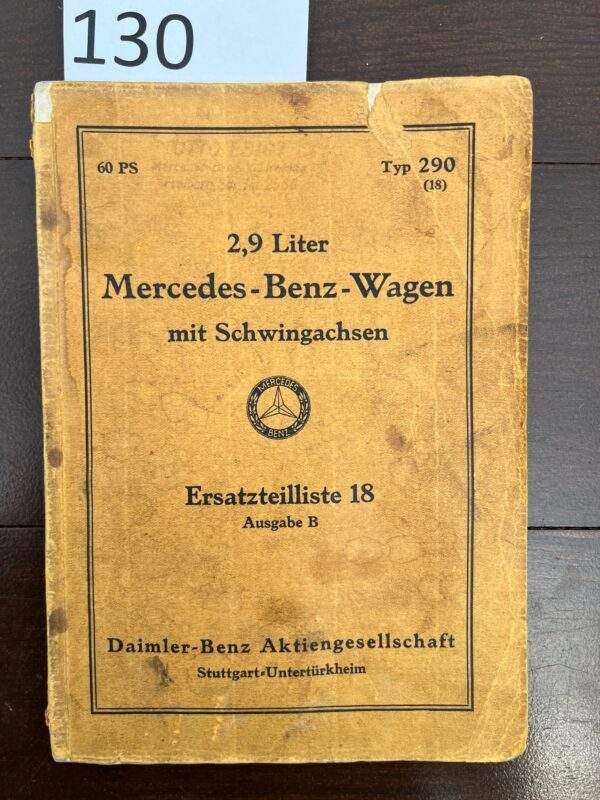 130
60 PS
Typ 290
(18)
2,9 Liter
Mercedes-Benz-Wagen
mit Schwingachsen
MERCEDES
BENZ
Ersatzteilliste 18
Ausgabe B
Daimler-Benz Aktiengesellschaft
Stuttgart-Untertürkheim